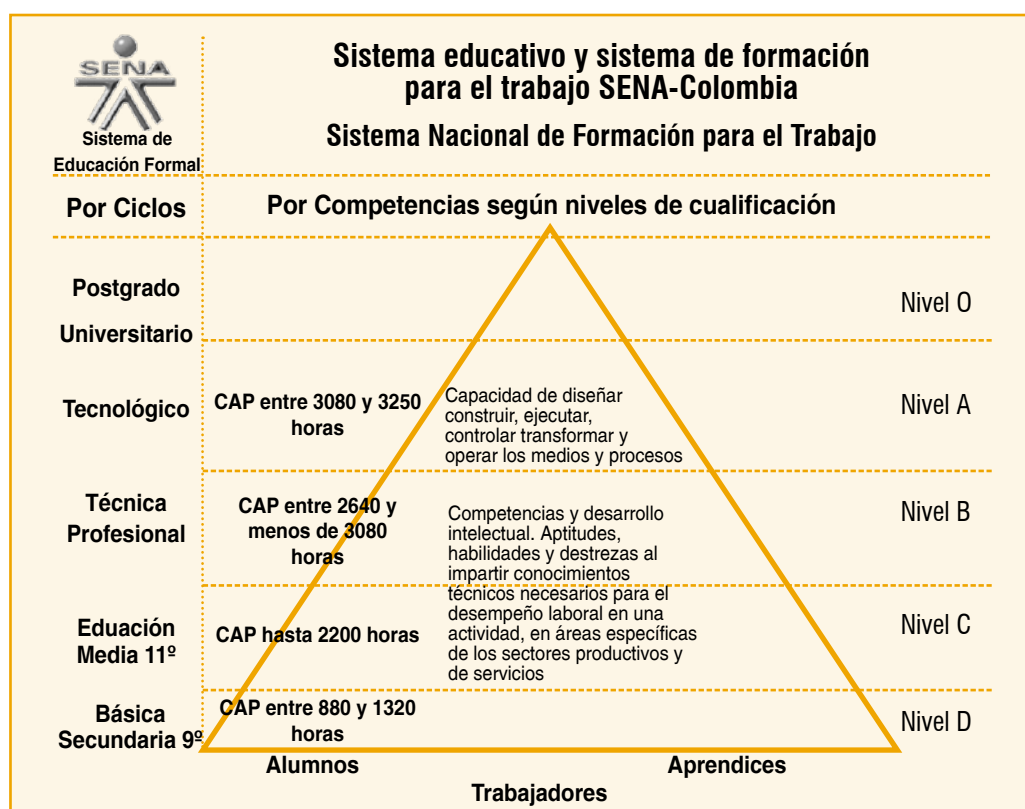 SENA
Sistema de
Educación Formal
Sistema educativo y sistema de formación
para el trabajo SENA-Colombia
Sistema Nacional de Formación para el Trabajo
Por Ciclos
Por Competencias según niveles de cualificación
Postgrado
Universitario
Nivel O
Tecnológico
CAP entre 3080 y 3250
horas
Capacidad de diseñar
construir, ejecutar,
controlar transformar y
operar los medios y procesos
Nivel A
Técnica
Profesional
CAP entre 2640 y
menos de 3080
horas
Competencias y desarrollo
intelectual. Aptitudes,
habilidades y destrezas al
impartir conocimientos
técnicos necesarios para el
desempeño laboral en una
actividad, en áreas específicas
de los sectores productivos y
de servicios
Nivel B
Eduación
Media 11º
CAP hasta 2200 horas
Nivel C
Básica
Secundaria 9º
CAP entre 880 y 1320
horas
Nivel D
Alumnos
Aprendices
Trabajadores